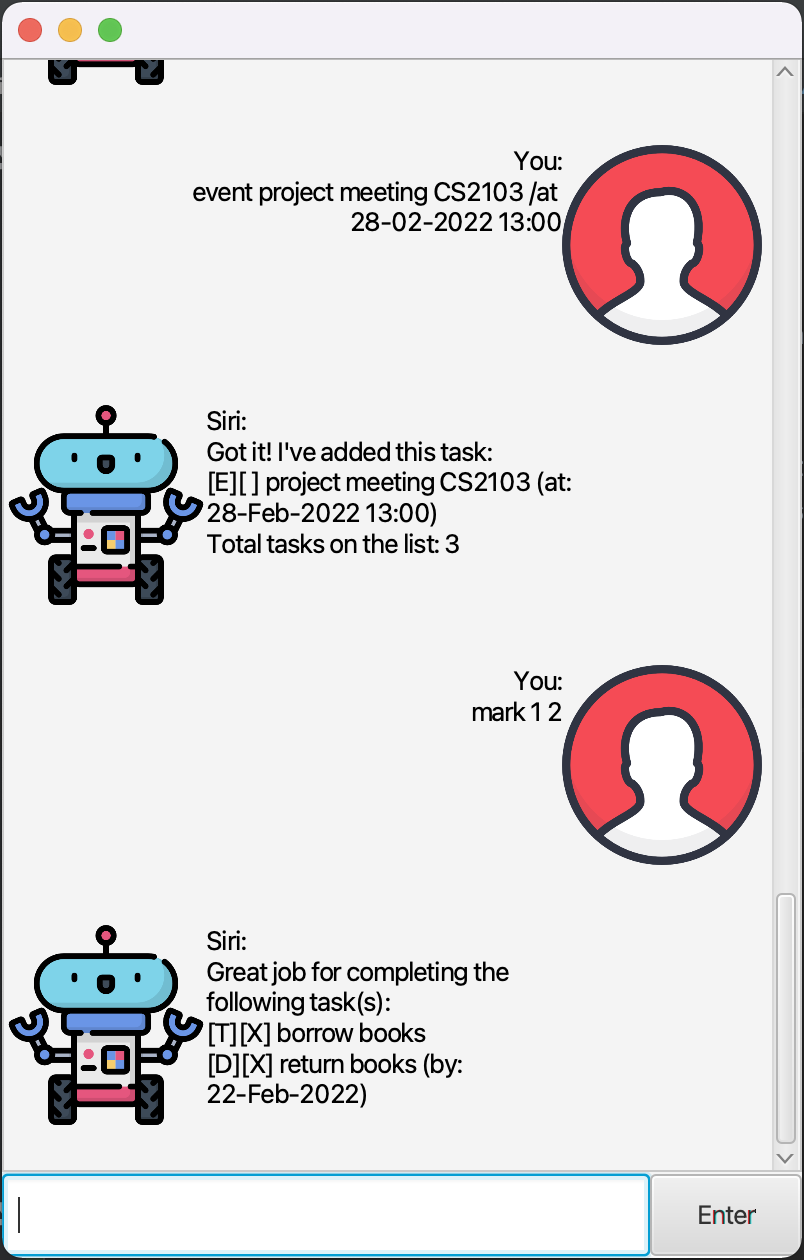 You:
event project meeting CS2103 /at
28-02-2022 13:00
Siri:
Got it! I've added this task:
[E][ ] project meeting CS2103 (at:
28-Feb-2022 13:00)
Total tasks on the list: 3
You:
mark 1 2
Siri:
Great job for completing the
following task(s):
[T][X] borrow books
[D][X] return books (by:
22-Feb-2022)
Enter